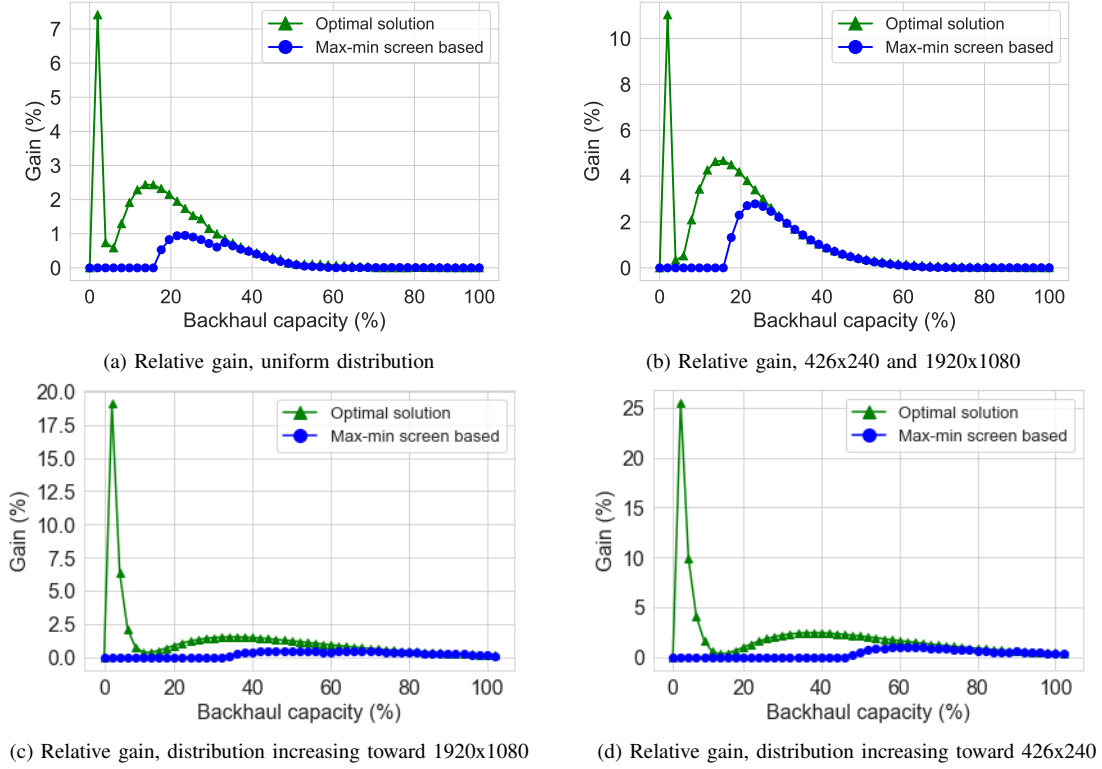 Optimal solution
Max-min screen based
Gain (%)
7
6
5
4
3
2
1
0
0 20 40 60 80 100
Backhaul capacity (%)
(a) Relative gain, uniform distribution
Optimal solution
Max-min screen based
Gain (%)
10
8
6
4
2
0
0 20 40 60 80 100
Backhaul capacity (%)
(b) Relative gain, 426x240 and 1920x1080
Optimal solution
Max-min screen based
Gain (%)
20.0
17.5
15.0
12.5
10.0
7.5
5.0
2.5
0.0
0 20 40 60 80 100
Backhaul capacity (%)
(c) Relative gain, distribution increasing toward 1920x1080
Optimal solution
Max-min screen based
Gain (%)
25
20
15
10
5
0
0 20 40 60 80 100
Backhaul capacity (%)
(d) Relative gain, distribution increasing toward 426x240